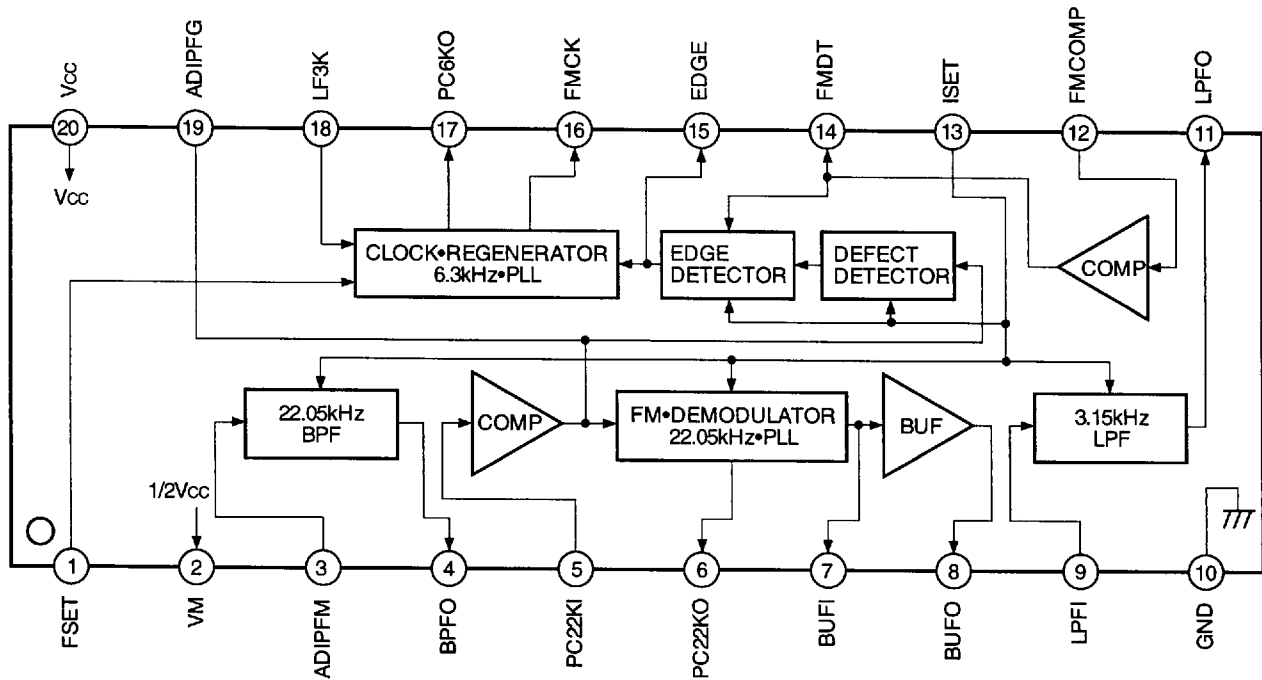 Vcc
ADIPFG
LF3K
PC6KO
FMCK
EDGE
FMDT
ISET
FMCOMP
LPFO
20
19
18
17
16
15
14
13
12
11
Vcc
CLOCK•REGENERATOR
6.3kHz•PLL
EDGE
DETECTOR
DEFECT
DETECTOR
COMP
22.05kHz
BPF
COMP
FM•DEMODULATOR
22.05kHz•PLL
BUF
3.15kHz
LPF
1/2Vcc
1
2
3
4
5
6
7
8
9
10
FSET
VM
ADIPFM
BPFO
PC22KI
PC22KO
BUFI
BUFO
LPFI
GND